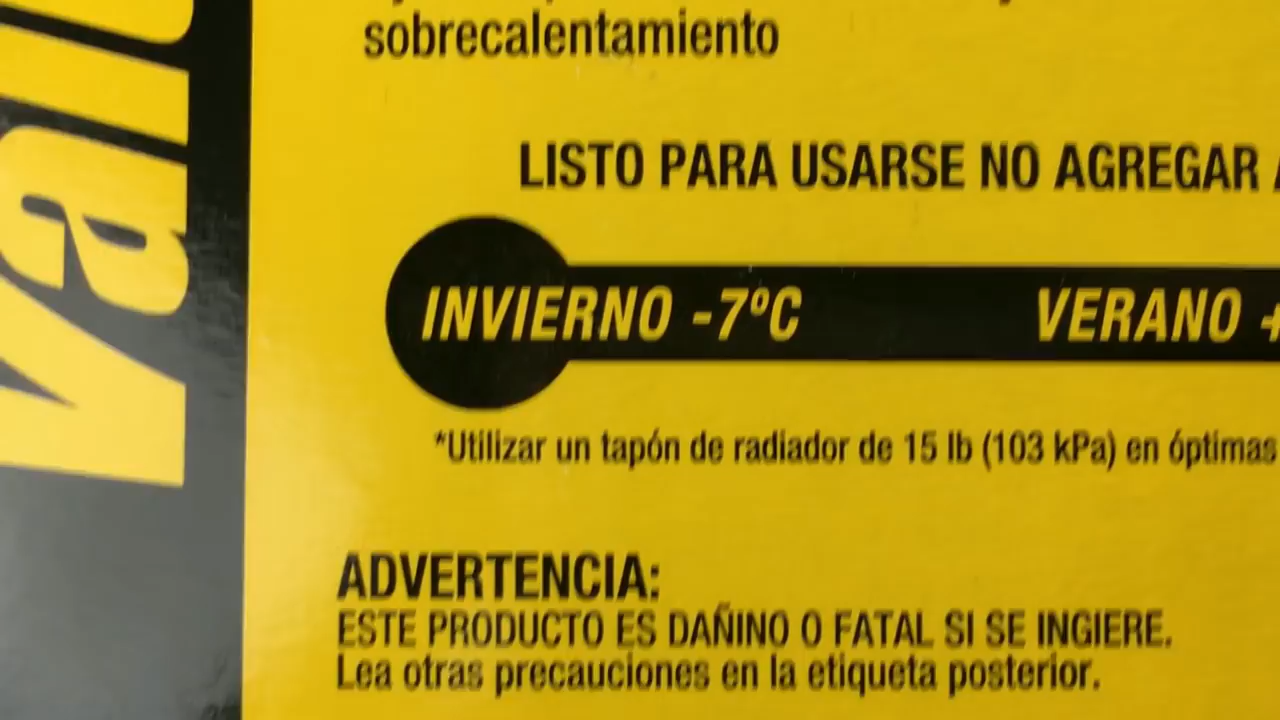 sobrecalentamiento
LISTO PARA USARSE NO AGREGAR
INVIERNO -7ºC VERANO
*Utilizar un tapón de radiador de 15 lb (103 kPa) en óptimas
ADVERTENCIA:
ESTE PRODUCTO ES DAÑINO O FATAL SI SE INGIERE.
Lea otras precauciones en la etiqueta posterior.